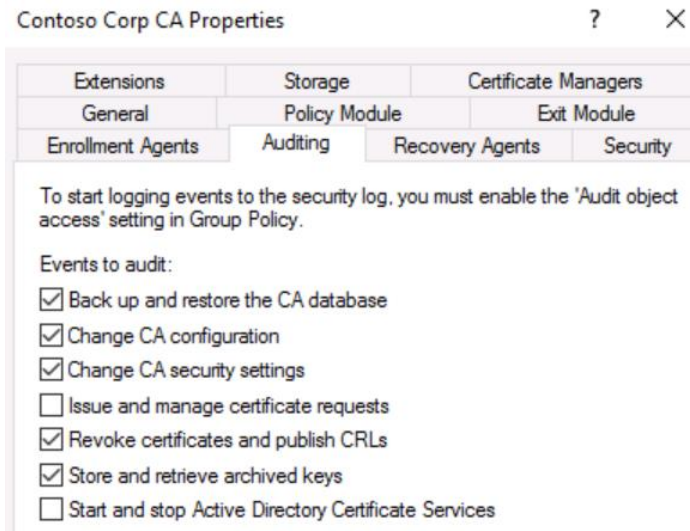 Contoso Corp CA Properties ? ×
Extensions Storage Certificate Managers
General Policy Module Exit Module
Enrollment Agents Auditing Recovery Agents Security
To start logging events to the security log, you must enable the 'Audit object
access' setting in Group Policy.
Events to audit:
Back up and restore the CA database
Change CA configuration
Change CA security settings
Issue and manage certificate requests
Revoke certificates and publish CRLs
Store and retrieve archived keys
Start and stop Active Directory Certificate Services